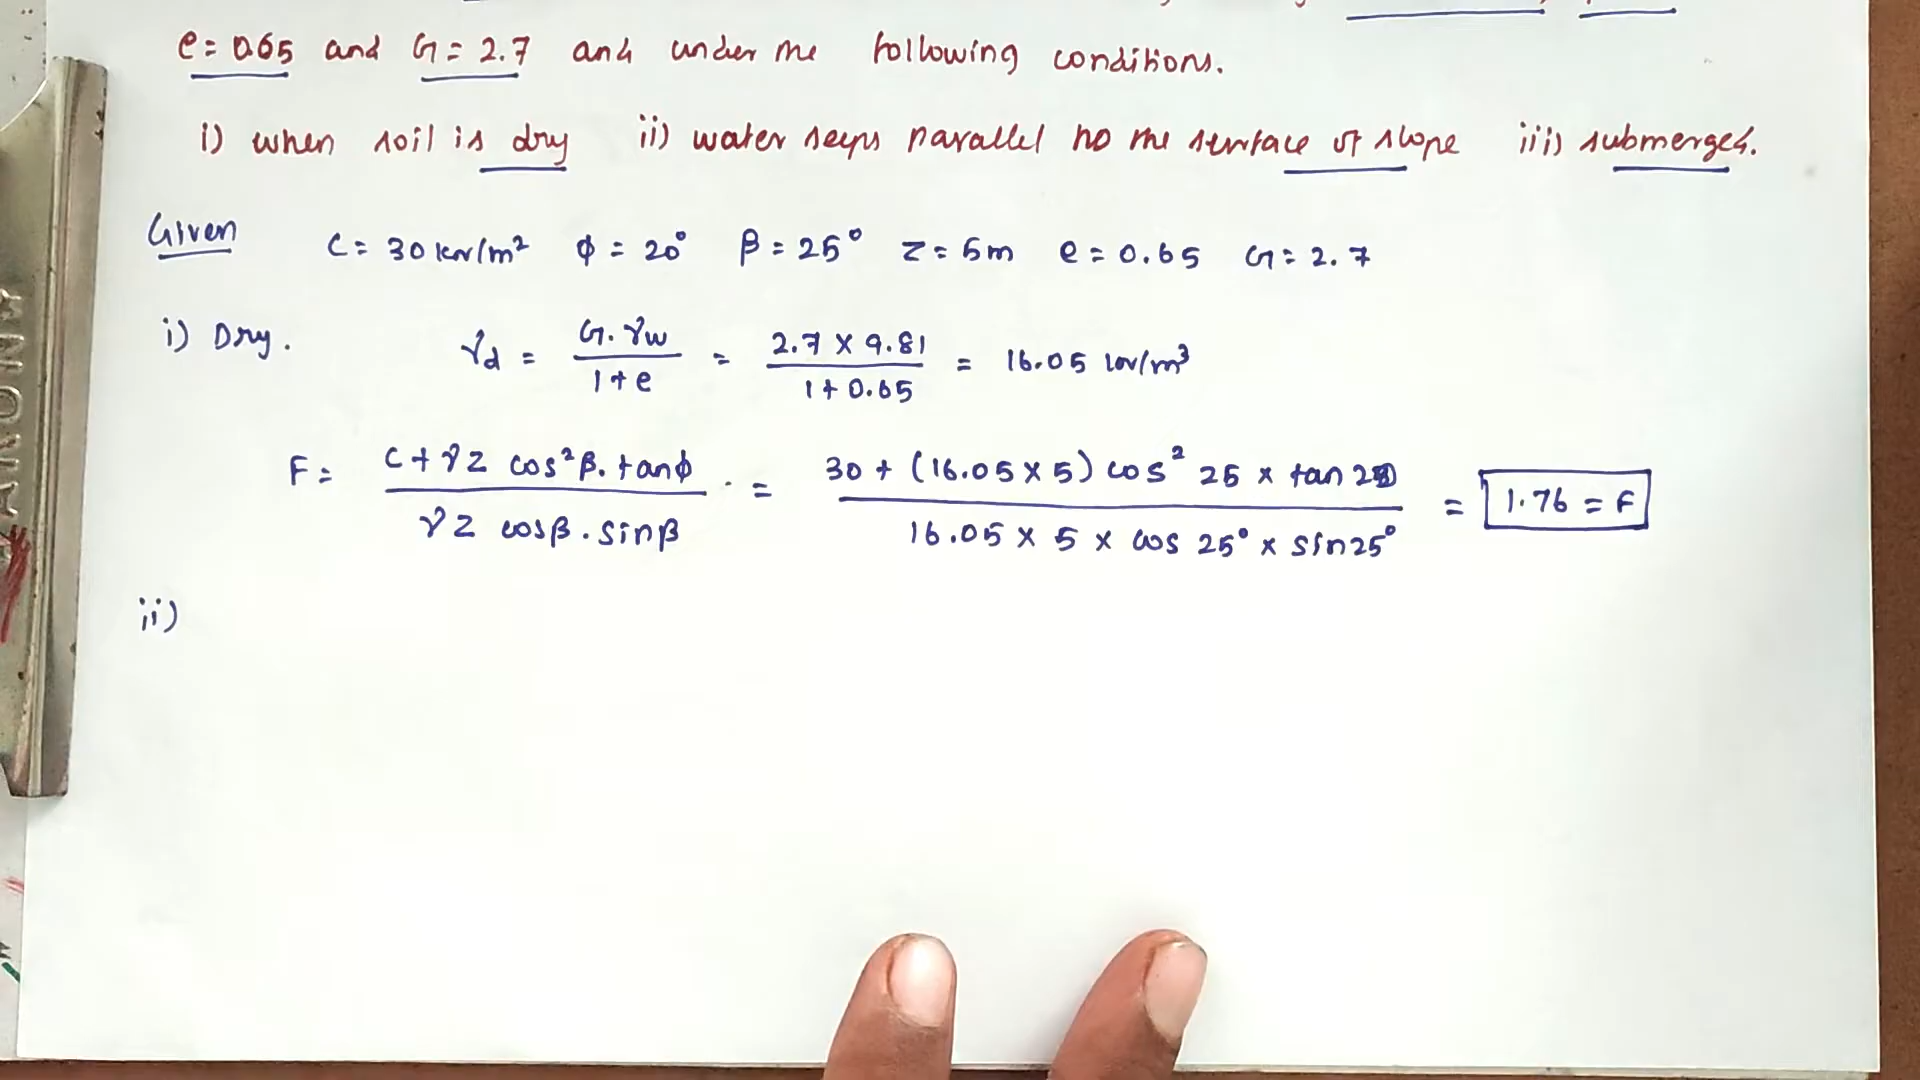 e = 0.65 and G = 2.7 and under the following conditions.
i) when soil is dry ii) water seeps parallel to the surface of slope iii) submerged.
Given C = 30 kN/m² ϕ = 20° β = 25° z = 5m e = 0.65 G = 2.7
i) Dry. γd = G.γw / 1+e = 2.7 × 9.81 / 1 + 0.65 = 16.05 kN/m³
F = C + γz cos²β. tanϕ / γz cosβ. sinβ = 30 + (16.05 × 5) cos² 25 × tan 20 / 16.05 × 5 × cos 25° × sin 25° = 1.76 = F
ii)